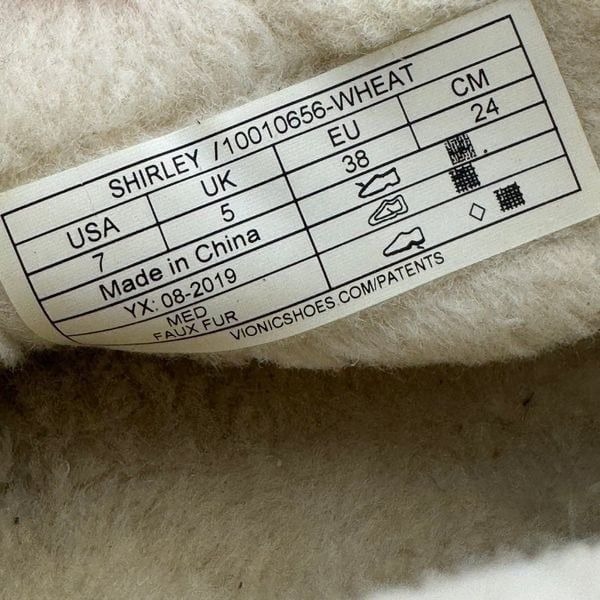 SHIRLEY /10010656-WHEAT
USA UK EU CM
7 5 38 24
Made in China
YX: 08-2019
MED
FAUX FUR
VIONICSHOES.COM/PATENTS